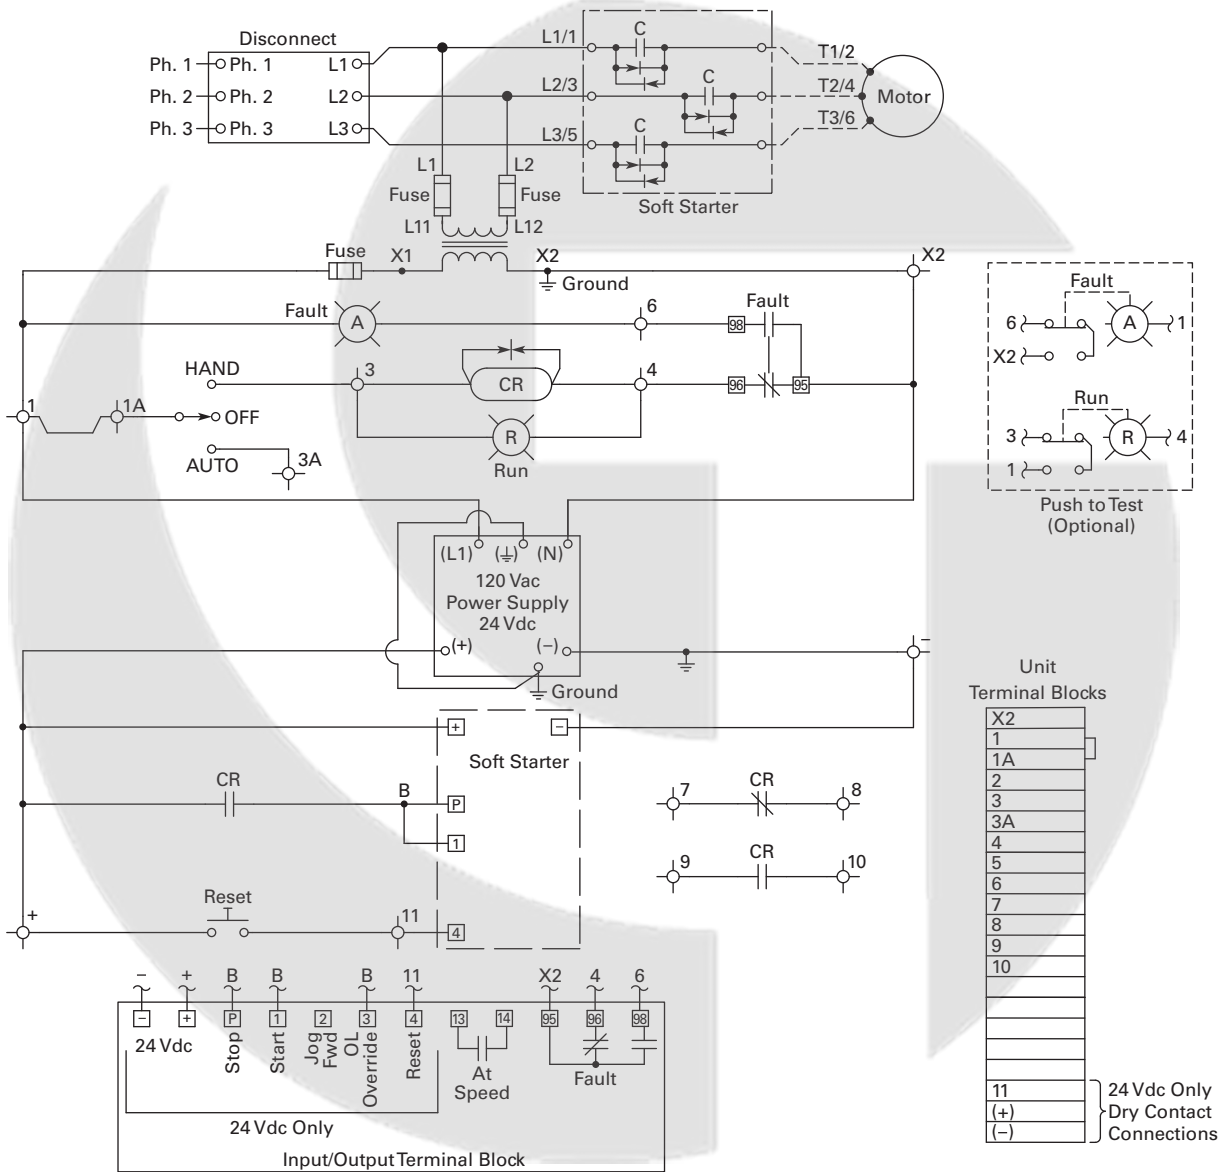 Disconnect
Ph. 1 Ph. 1 L1
Ph. 2 Ph. 2 L2
Ph. 3 Ph. 3 L3
L1/1 C T1/2
L2/3 C T2/4
Motor
L3/5 C T3/6
Soft Starter
L1 L2
Fuse Fuse
L11 L12
Fuse X1 X2 X2
Ground
Fault A 6 98 Fault
HAND 3 CR 4 96 95
1 1A OFF
AUTO 3A
R
Run
Fault
6 A 1
X2
Run
3 R 4
1
Push to Test
(Optional)
(L1) (N)
120 Vac
Power Supply
24 Vdc
(+) (−) −
Ground
+ −
Soft Starter
CR B P
1
Reset
+ 11 4
7 CR 8
9 CR 10
Unit
Terminal Blocks
X2
1
1A
2
3
3A
4
5
6
7
8
9
10
11
(+)
(−)
24 Vdc Only
Dry Contact
Connections
− + B B B 11 X2 4 6
− + P 1 2 3 4 13 14 95 96 98
24 Vdc
Stop
Start
Jog
Fwd
OL
Override
Reset
At
Speed
Fault
24 Vdc Only
Input/Output Terminal Block